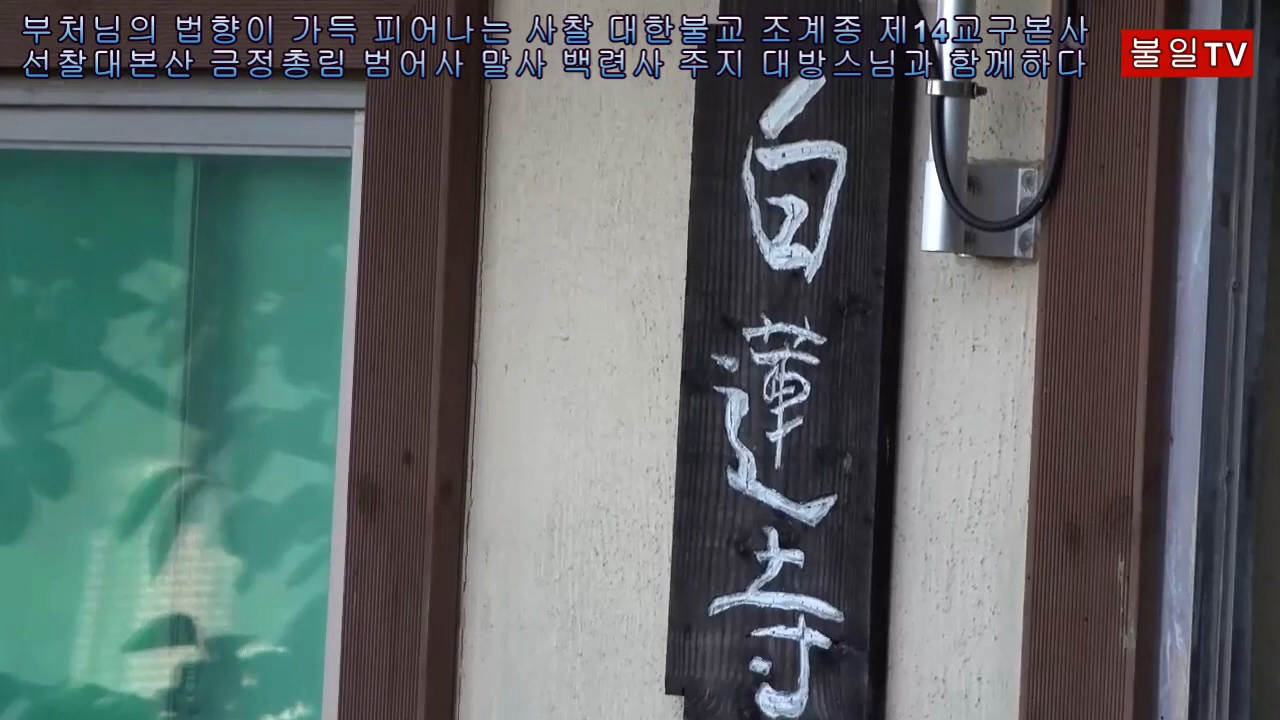 부처님의 법향이 가득 피어나는 사찰 대한불교 조계종 제14교구본사
선찰대본산 금정총림 범어사 말사 백련사 주지 대방스님과 함께하다
불일TV
白蓮寺